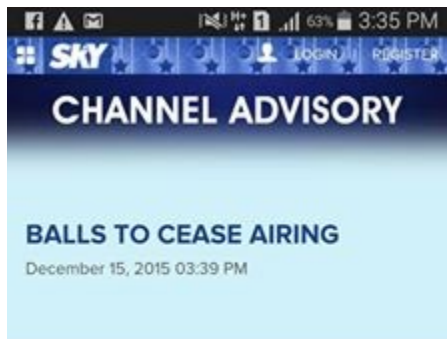 63% 3:35 PM
SKY LOGIN | REGISTER
CHANNEL ADVISORY
BALLS TO CEASE AIRING
December 15, 2015 03:39 PM